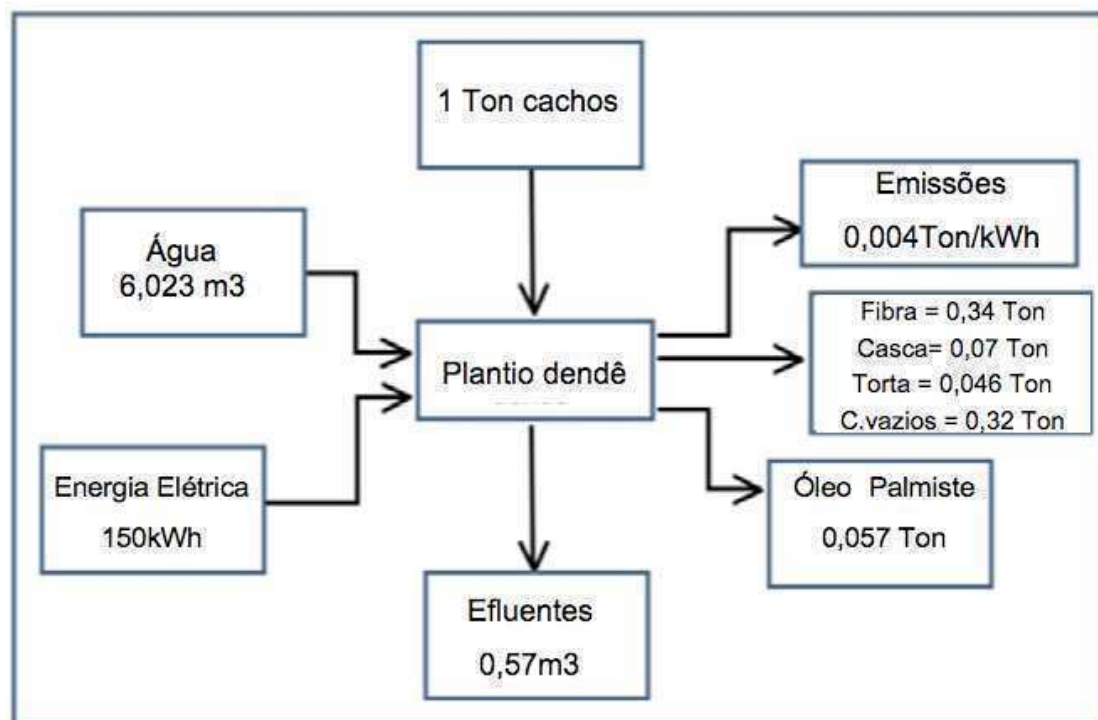 1 Ton cachos
Emissões
0,004Ton/kWh
Água
6,023 m3
Fibra = 0,34 Ton
Casca= 0,07 Ton
Torta = 0,046 Ton
C.vazios = 0,32 Ton
Plantio dendê
Energia Elétrica
150kWh
Óleo Palmiste
0,057 Ton
Efluentes
0,57m3